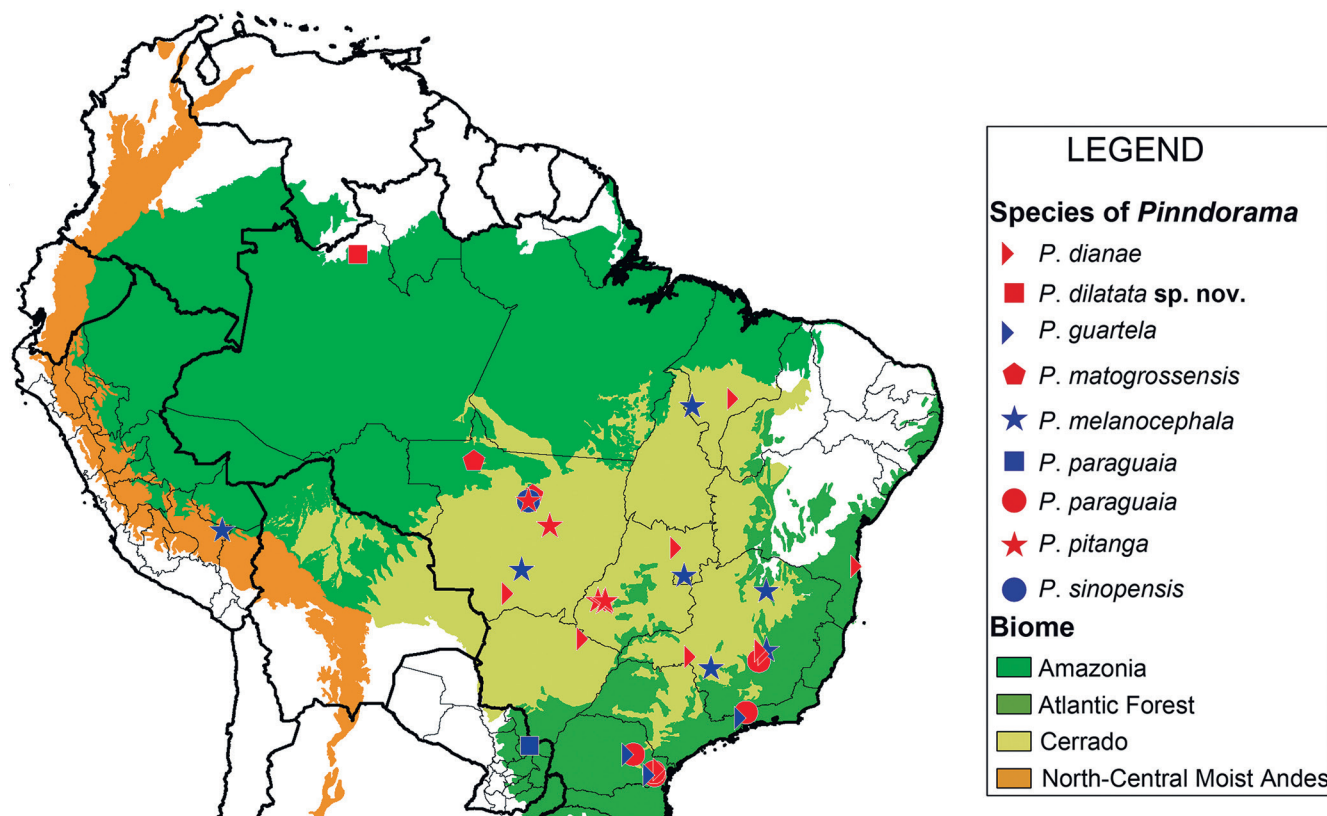 LEGEND
Species of Pinndorama
P. dianae
P. dilatata sp. nov.
P. guartela
P. matogrossensis
P. melanocephala
P. paraguaia
P. paraguaia
P. pitanga
P. sinopensis
Biome
Amazonia
Atlantic Forest
Cerrado
North-Central Moist Andes